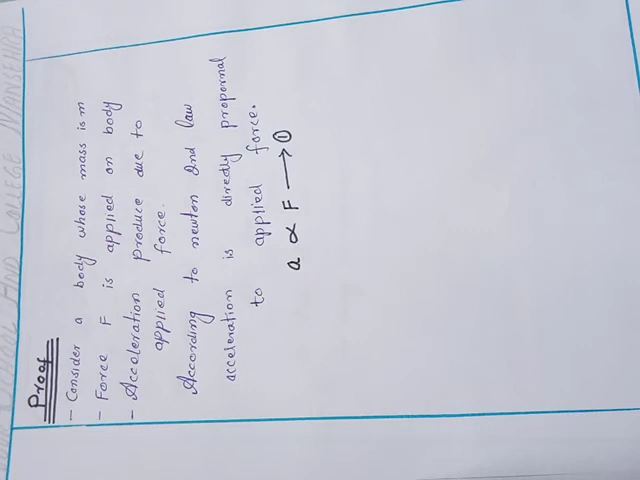 Proof
- Consider a body whose mass is m
- Force F is applied on body
- Acceleration produce due to
applied force.
According to newton 2nd law
acceleration is directly proportional
to applied force.
a ∝ F → ①